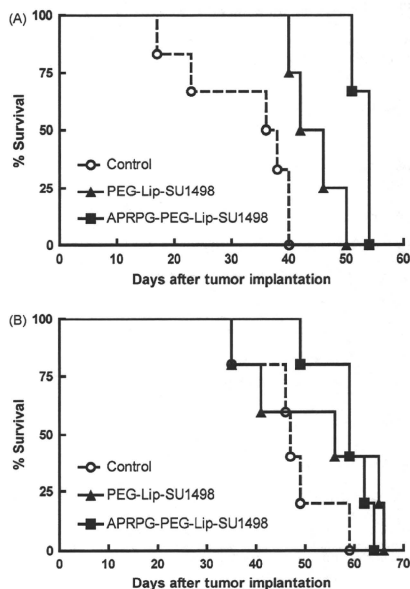 (A)
100
75
50
25
0
% Survival
Control
PEG-Lip-SU1498
APRPG-PEG-Lip-SU1498
0 10 20 30 40 50 60
Days after tumor implantation
(B)
100
75
50
25
0
% Survival
Control
PEG-Lip-SU1498
APRPG-PEG-Lip-SU1498
0 10 20 30 40 50 60 70
Days after tumor implantation